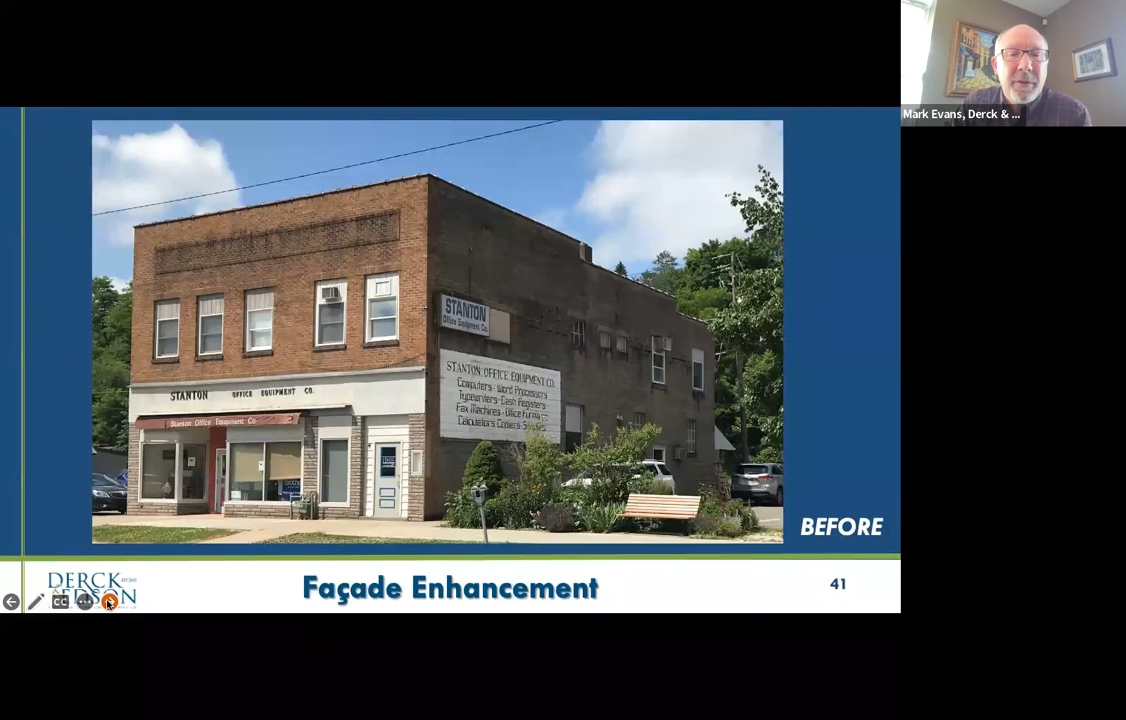 Mark Evans, Derck & ...
STANTON
Office Equipment Co.
STANTON OFFICE EQUIPMENT CO.
Computers - Word Processors
Typewriters - Cash Registers
Fax Machines - Office Furniture
Calculators Copiers
STANTON OFFICE EQUIPMENT CO.
Stanton Office Equipment Co
BEFORE
DERCK
EDSON
Façade Enhancement
41
CC